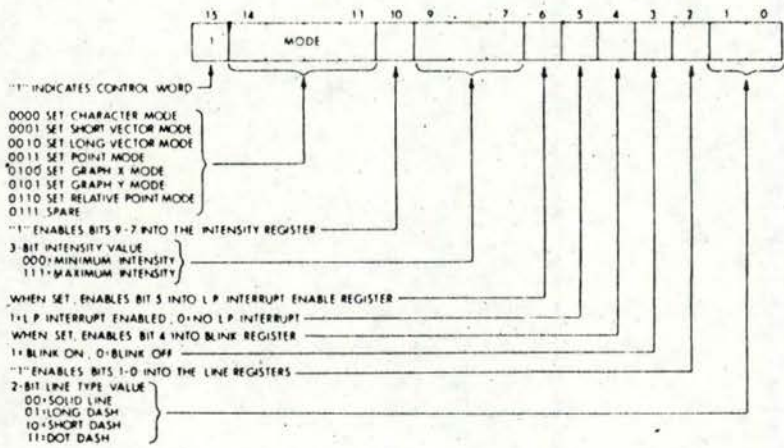 15 14 11 10 9 7 6 5 4 3 2 1 0
1 MODE
"1" INDICATES CONTROL WORD
0000 SET CHARACTER MODE
0001 SET SHORT VECTOR MODE
0010 SET LONG VECTOR MODE
0011 SET POINT MODE
0100 SET GRAPH X MODE
0101 SET GRAPH Y MODE
0110 SET RELATIVE POINT MODE
0111 SPARE
"1" ENABLES BITS 9-7 INTO THE INTENSITY REGISTER
3-BIT INTENSITY VALUE
000=MINIMUM INTENSITY
111=MAXIMUM INTENSITY
WHEN SET, ENABLES BIT 5 INTO L P INTERRUPT ENABLE REGISTER
1=L P INTERRUPT ENABLED, 0=NO L P INTERRUPT
WHEN SET, ENABLES BIT 4 INTO BLINK REGISTER
1=BLINK ON, 0=BLINK OFF
"1" ENABLES BITS 1-0 INTO THE LINE REGISTERS
2-BIT LINE TYPE VALUE
00=SOLID LINE
01=LONG DASH
10=SHORT DASH
11=DOT DASH